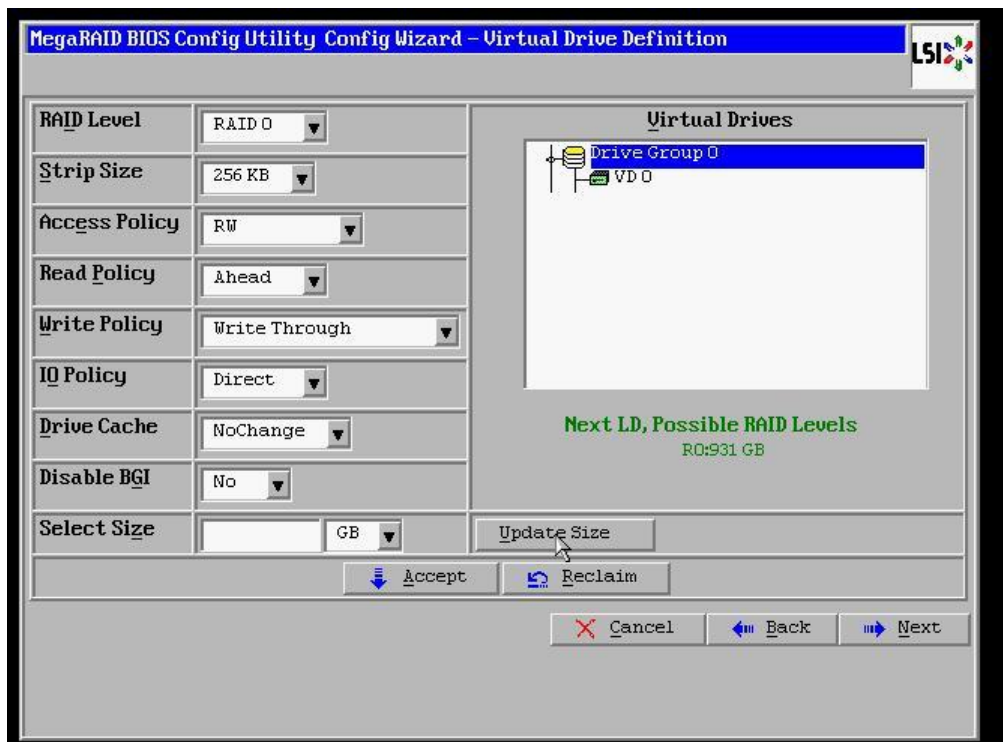 MegaRAID BIOS Config Utility Config Wizard – Virtual Drive Definition
LSI
RAID Level
RAID 0
Strip Size
256 KB
Access Policy
RW
Read Policy
Ahead
Write Policy
Write Through
IO Policy
Direct
Drive Cache
NoChange
Disable BGI
No
Select Size
GB
Update Size
Virtual Drives
Drive Group 0
VD 0
Next LD, Possible RAID Levels
R0:931 GB
Accept
Reclaim
Cancel
Back
Next